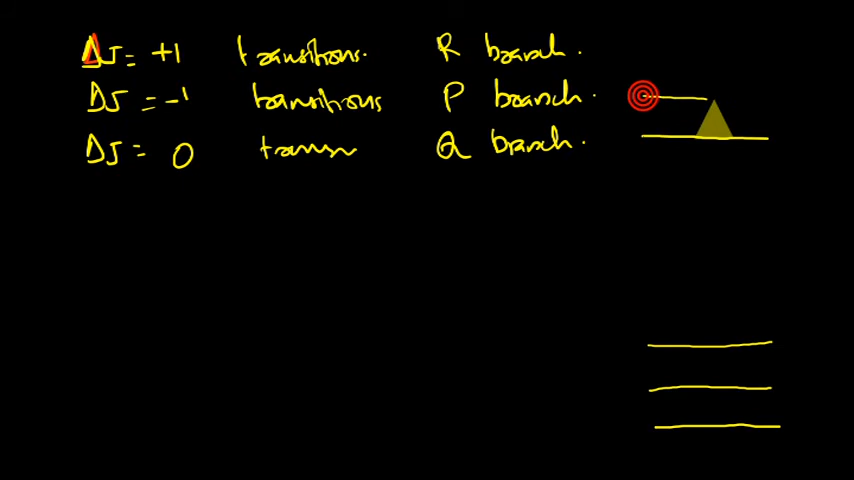 ΔJ = +1 transitions. R branch.
ΔJ = -1 transitions P branch.
ΔJ = 0 transn Q branch.